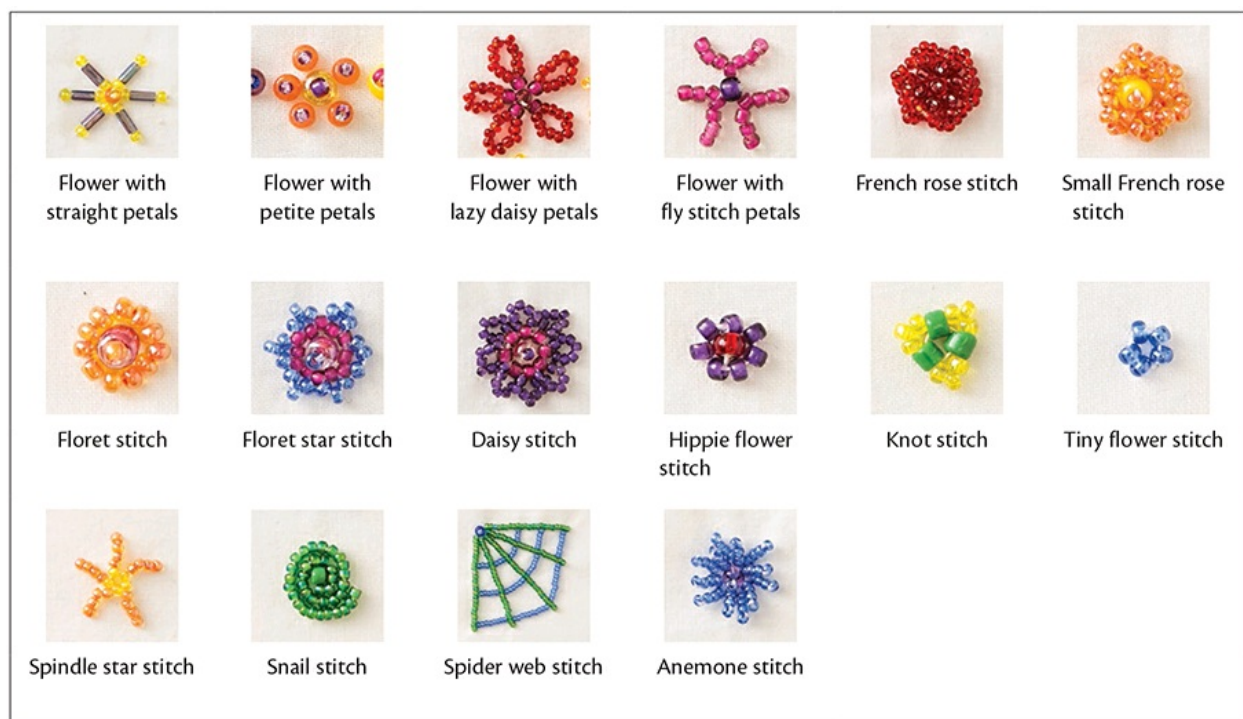 Flower with
straight petals
Flower with
petite petals
Flower with
lazy daisy petals
Flower with
fly stitch petals
French rose stitch
Small French rose
stitch
Floret stitch
Floret star stitch
Daisy stitch
Hippie flower
stitch
Knot stitch
Tiny flower stitch
Spindle star stitch
Snail stitch
Spider web stitch
Anemone stitch